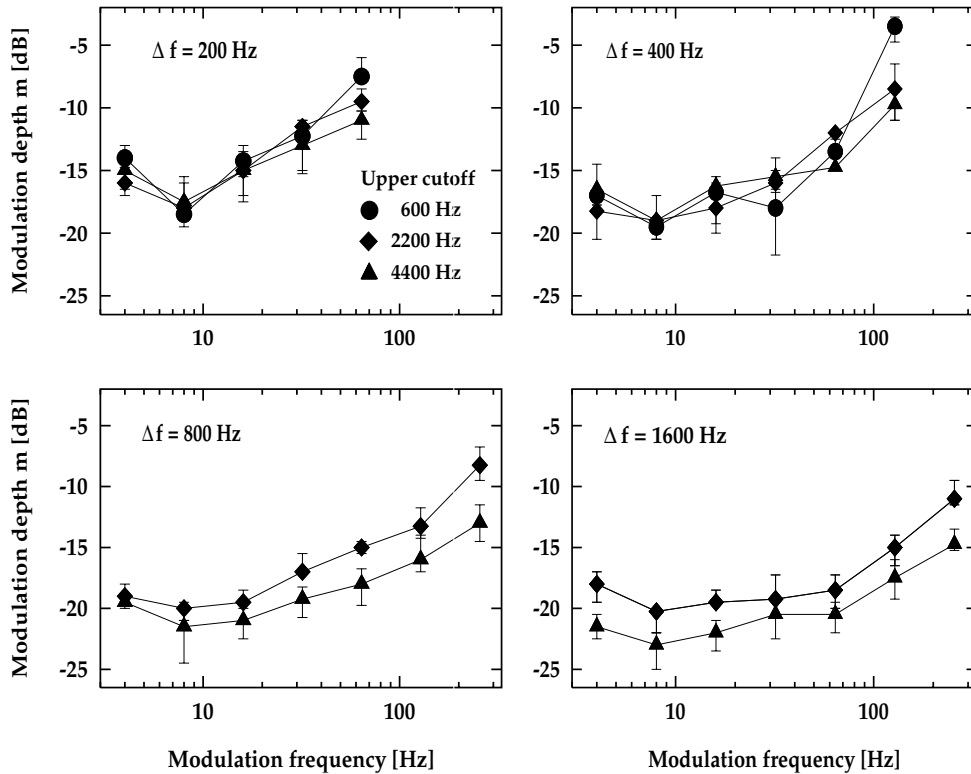 Modulation depth m [dB]
-5
-10
-15
-20
-25
Δ f = 200 Hz
Upper cutoff
600 Hz
2200 Hz
4400 Hz
10
100
-5
-10
-15
-20
-25
Δ f = 400 Hz
10
100
Modulation depth m [dB]
-5
-10
-15
-20
-25
Δ f = 800 Hz
10
100
Modulation frequency [Hz]
-5
-10
-15
-20
-25
Δ f = 1600 Hz
10
100
Modulation frequency [Hz]